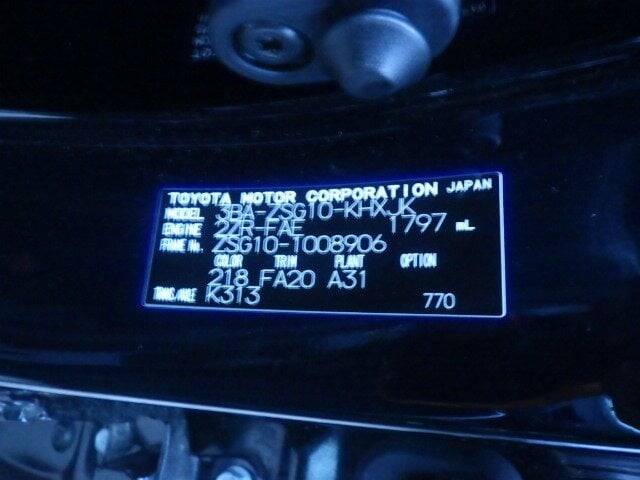 TOYOTA MOTOR CORPORATION JAPAN
MODEL 3BA-ZSG10-KHXJK
ENGINE 2ZR-FAE 1797 mL
FRAME No. ZSG10-1008906
COLOR TRIM PLANT OPTION
218 FA20 A31
TRANS/AXLE K313 770